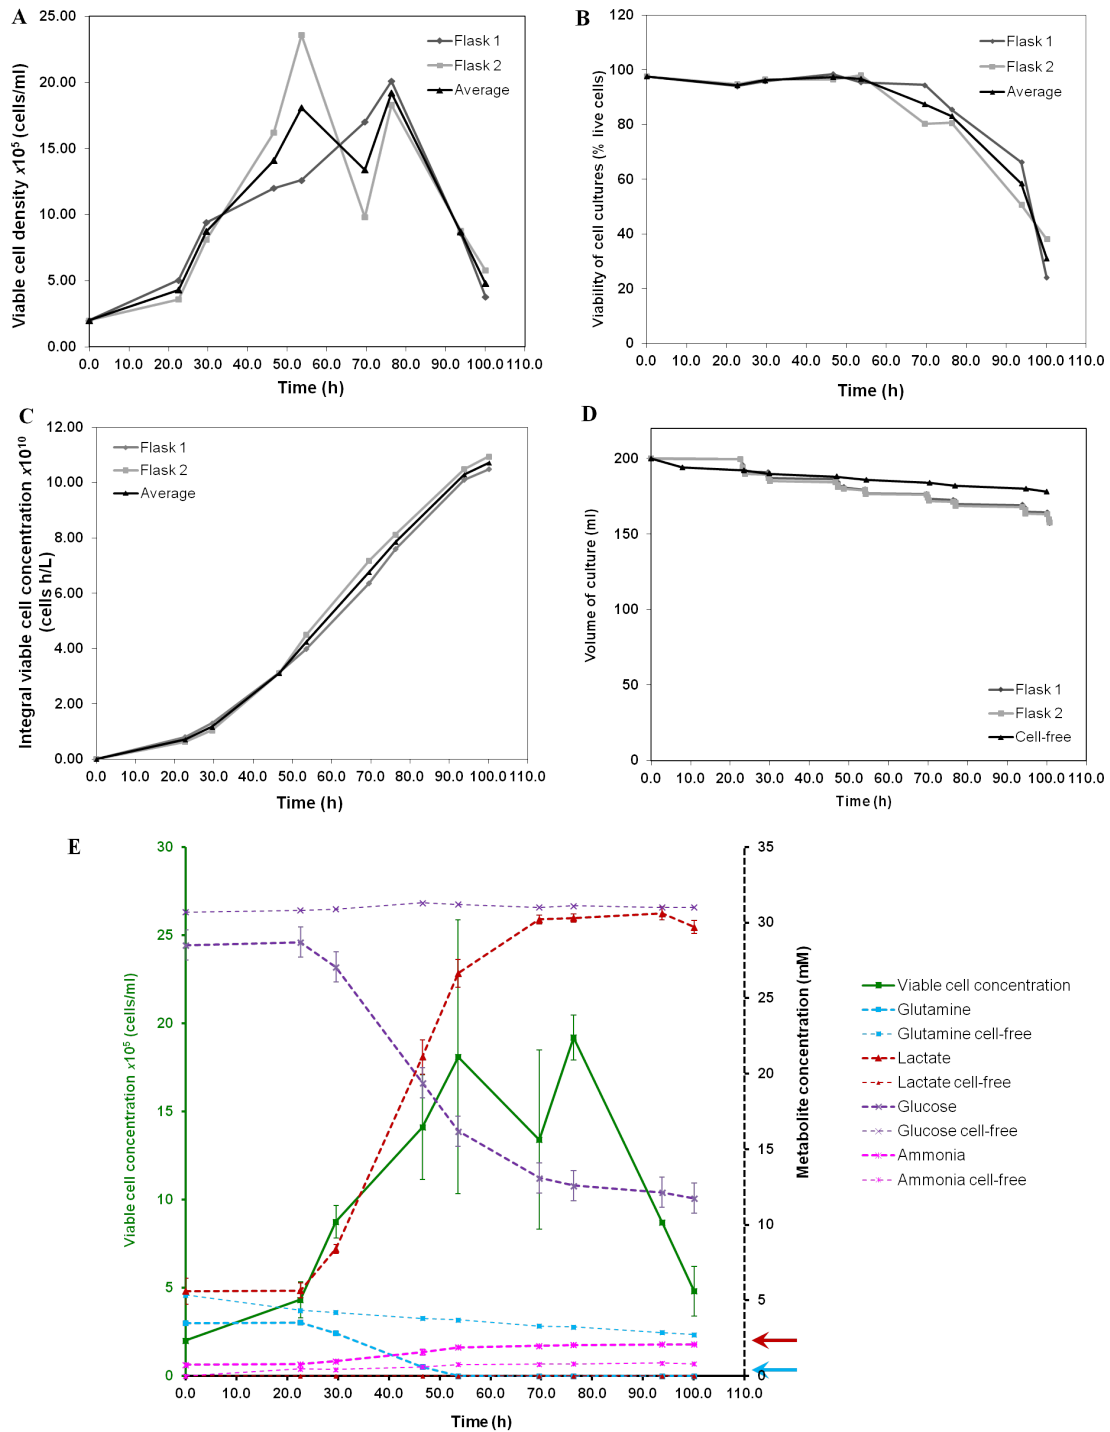 A
Viable cell density x10⁵ (cells/ml)
25.00
20.00
15.00
10.00
5.00
0.00
0.0 10.0 20.0 30.0 40.0 50.0 60.0 70.0 80.0 90.0 100.0 110.0
Time (h)
Flask 1
Flask 2
Average
B
Viability of cell cultures (% live cells)
120
100
80
60
40
20
0
0.0 10.0 20.0 30.0 40.0 50.0 60.0 70.0 80.0 90.0 100.0 110.0
Time (h)
Flask 1
Flask 2
Average
C
Integral viable cell concentration x10¹⁰
(cells h/L)
12.00
10.00
8.00
6.00
4.00
2.00
0.00
0.0 10.0 20.0 30.0 40.0 50.0 60.0 70.0 80.0 90.0 100.0 110.0
Time (h)
Flask 1
Flask 2
Average
D
Volume of culture (ml)
200
150
100
50
0
0.0 10.0 20.0 30.0 40.0 50.0 60.0 70.0 80.0 90.0 100.0 110.0
Time (h)
Flask 1
Flask 2
Cell-free
E
Viable cell concentration x10⁵ (cells/ml)
30
25
20
15
10
5
0
0.0 10.0 20.0 30.0 40.0 50.0 60.0 70.0 80.0 90.0 100.0 110.0
Time (h)
35
30
25
20
15
10
5
0
Metabolite concentration (mM)
Viable cell concentration
Glutamine
Glutamine cell-free
Lactate
Lactate cell-free
Glucose
Glucose cell-free
Ammonia
Ammonia cell-free